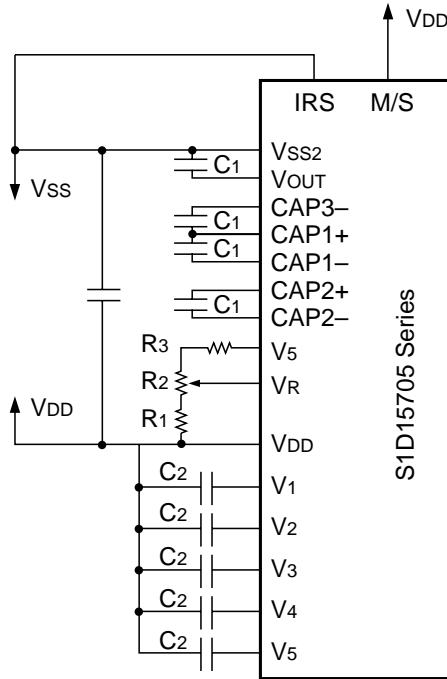 VDD
IRS M/S
VSS2
C1
VOUT
VSS
CAP3–
C1
CAP1+
C1
CAP1–
CAP2+
C1
CAP2–
R3
V5
R2
VR
R1
VDD
VDD
C2
V1
C2
V2
C2
V3
C2
V4
C2
V5
S1D15705 Series